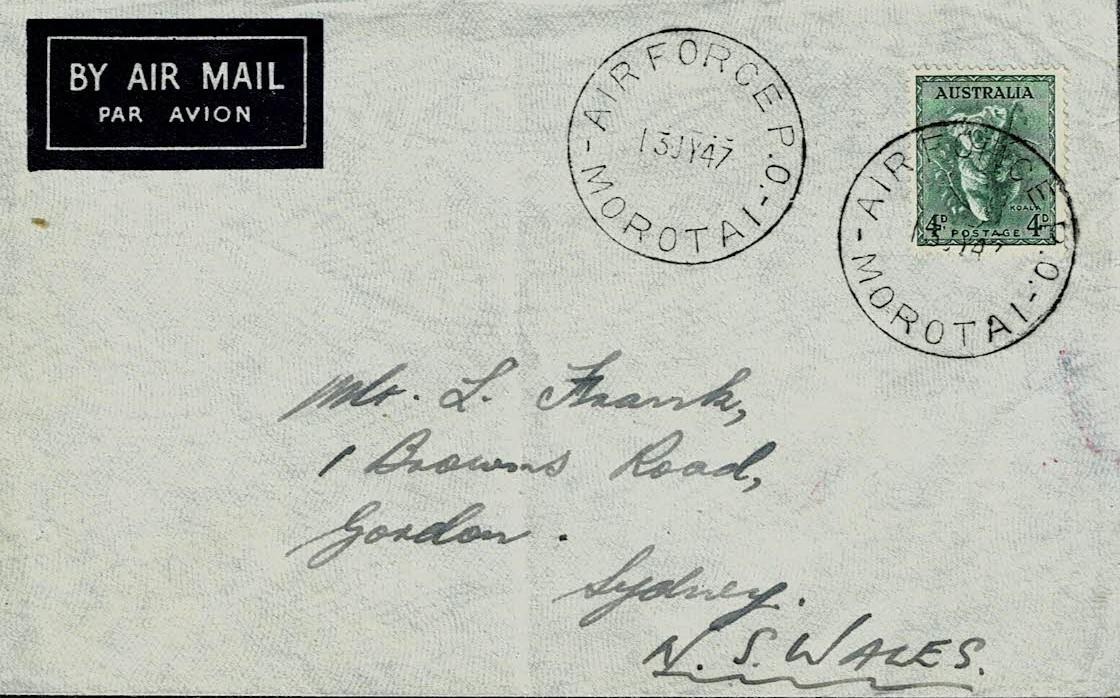 BY AIR MAIL
PAR AVION
AIR FORCE P.O.
13JY47
MOROTAI
AUSTRALIA
KOALA
4D POSTAGE 4D
AIR FORCE P.O.
MOROTAI
Mr. L. Frank,
1 Browns Road,
Gordon.
Sydney.
N. S. WALES.